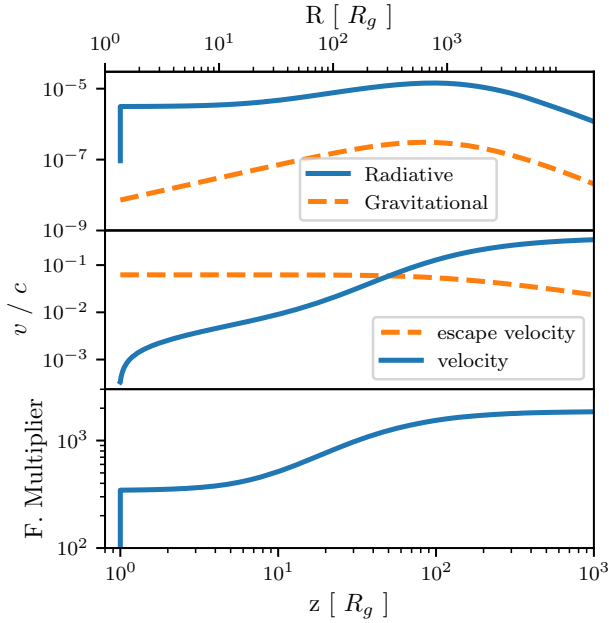 R [ R_g ]
10^0 10^1 10^2 10^3
10^-5
10^-7
10^-9
Radiative
Gravitational
v / c
10^-1
10^-2
10^-3
escape velocity
velocity
F. Multiplier
10^3
10^2
10^0 10^1 10^2 10^3
z [ R_g ]